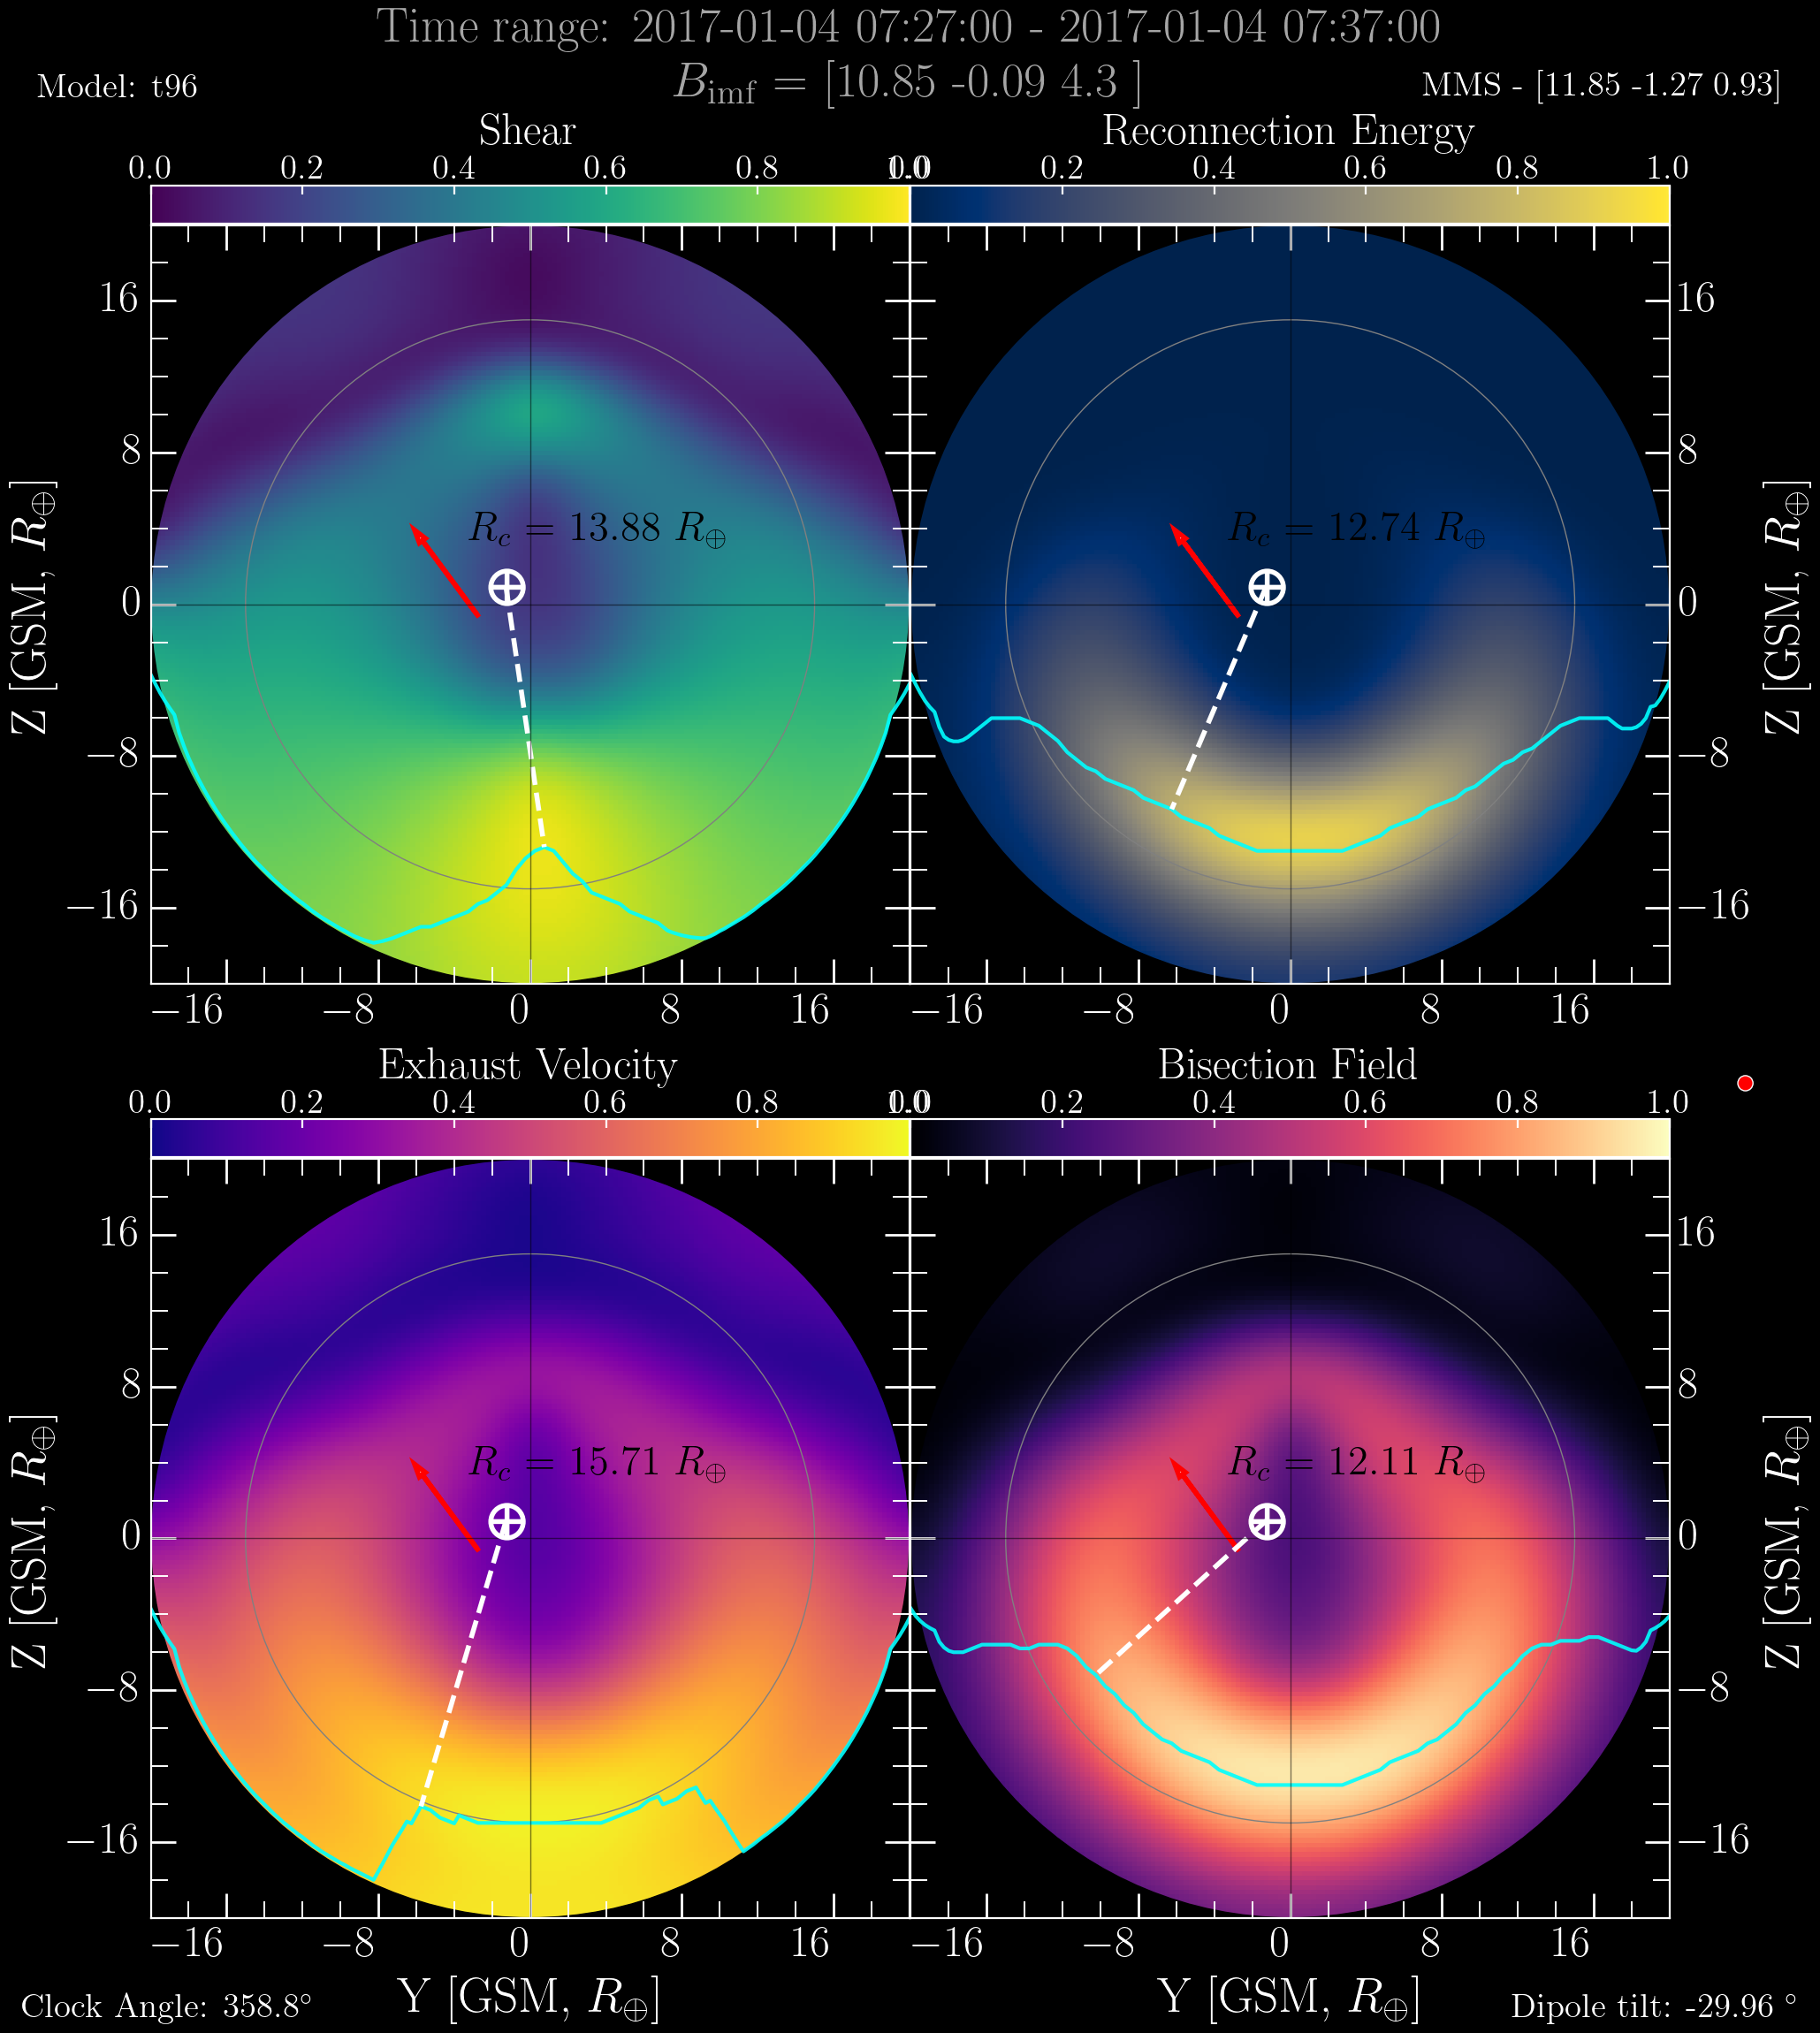 Time range: 2017-01-04 07:27:00 - 2017-01-04 07:37:00
Model: t96
B_imf = [10.85 -0.09 4.3 ]
MMS - [11.85 -1.27 0.93]
Shear
Reconnection Energy
0.0 0.2 0.4 0.6 0.8 1.0
0.0 0.2 0.4 0.6 0.8 1.0
16
8
0
−8
−16
Z [GSM, R⊕]
R_c = 13.88 R⊕
R_c = 12.74 R⊕
16
8
0
−8
−16
Z [GSM, R⊕]
−16 −8 0 8 16
−16 −8 0 8 16
Exhaust Velocity
Bisection Field
0.0 0.2 0.4 0.6 0.8 1.0
0.0 0.2 0.4 0.6 0.8 1.0
16
8
0
−8
−16
Z [GSM, R⊕]
R_c = 15.71 R⊕
R_c = 12.11 R⊕
16
8
0
−8
−16
Z [GSM, R⊕]
−16 −8 0 8 16
−16 −8 0 8 16
Y [GSM, R⊕]
Y [GSM, R⊕]
Clock Angle: 358.8°
Dipole tilt: -29.96 °